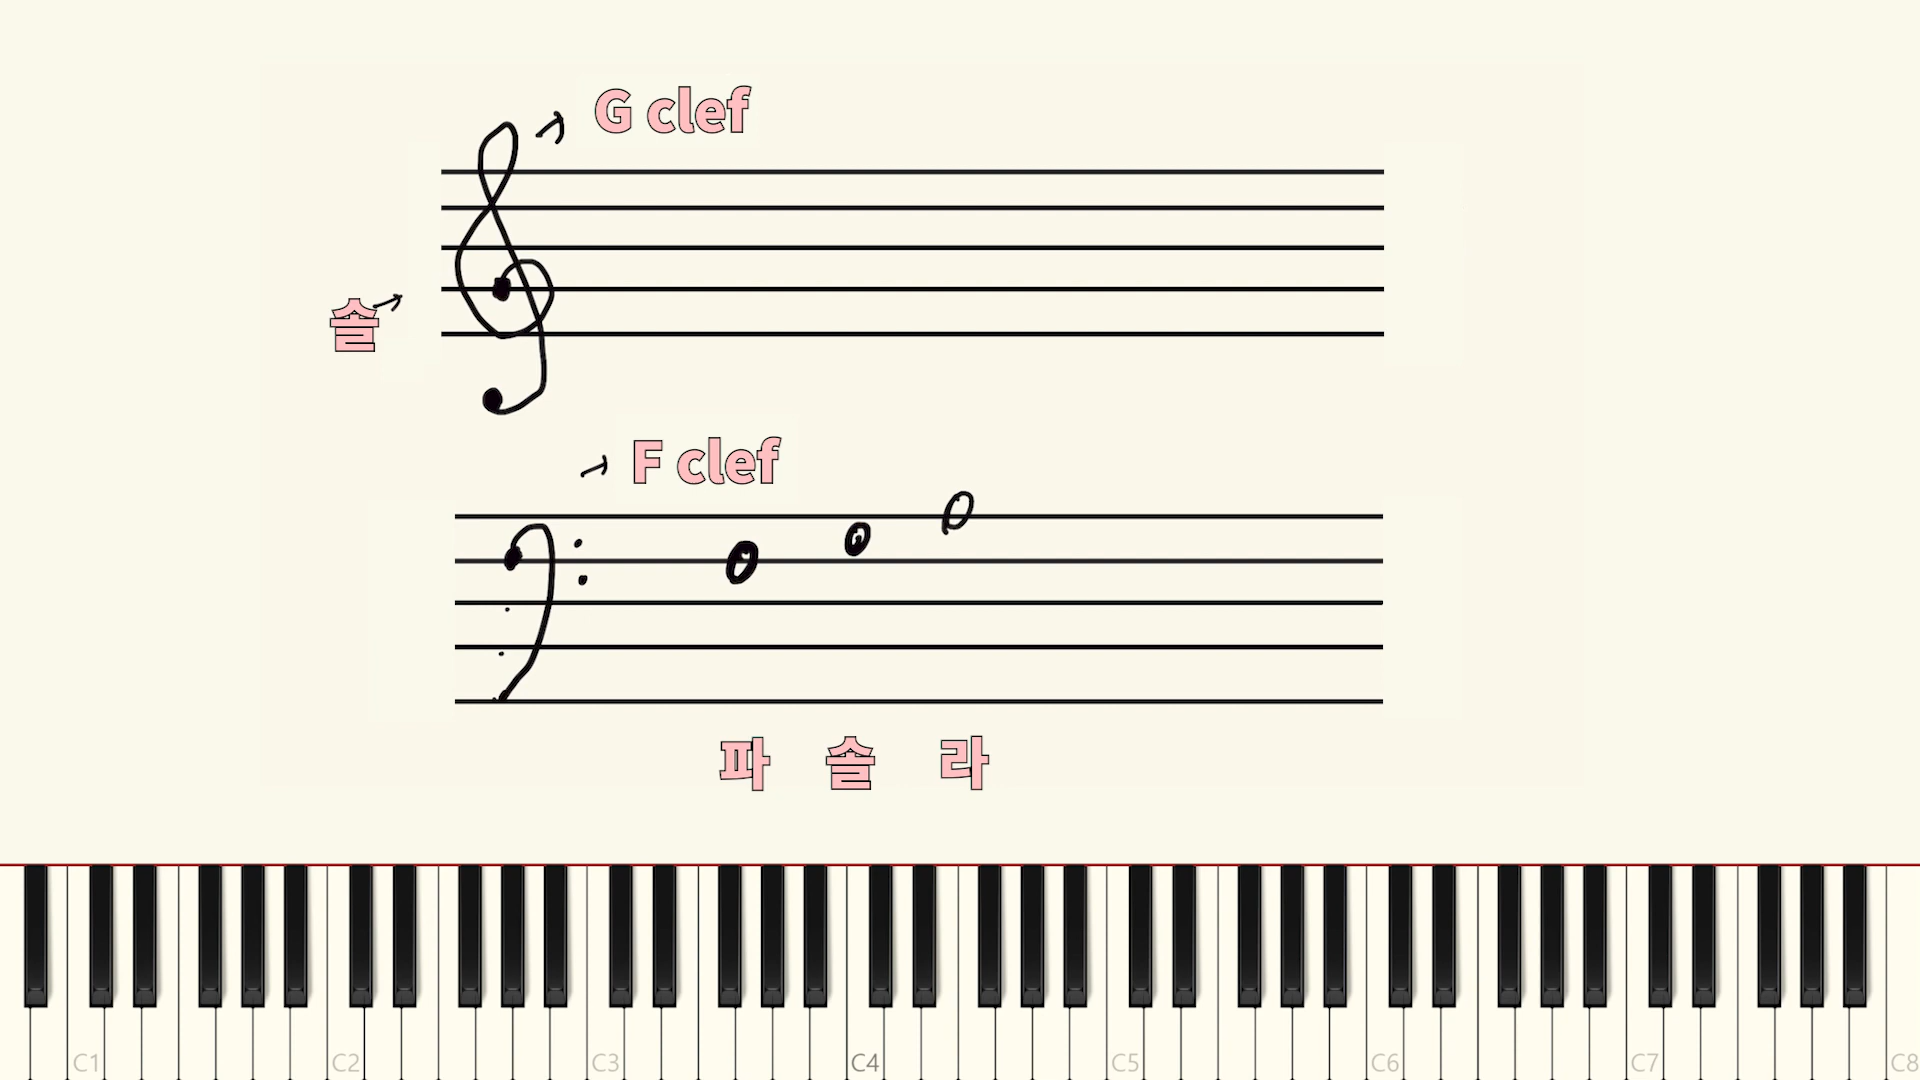 G clef
솔
F clef
파 솔 라
C1 C2 C3 C4 C5 C6 C7 C8